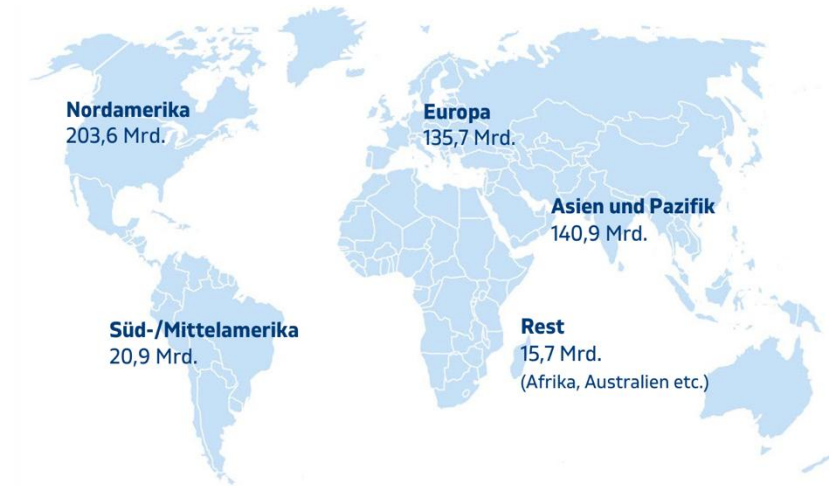 Nordamerika
203,6 Mrd.
Europa
135,7 Mrd.
Asien und Pazifik
140,9 Mrd.
Süd-/Mittelamerika
20,9 Mrd.
Rest
15,7 Mrd.
(Afrika, Australien etc.)